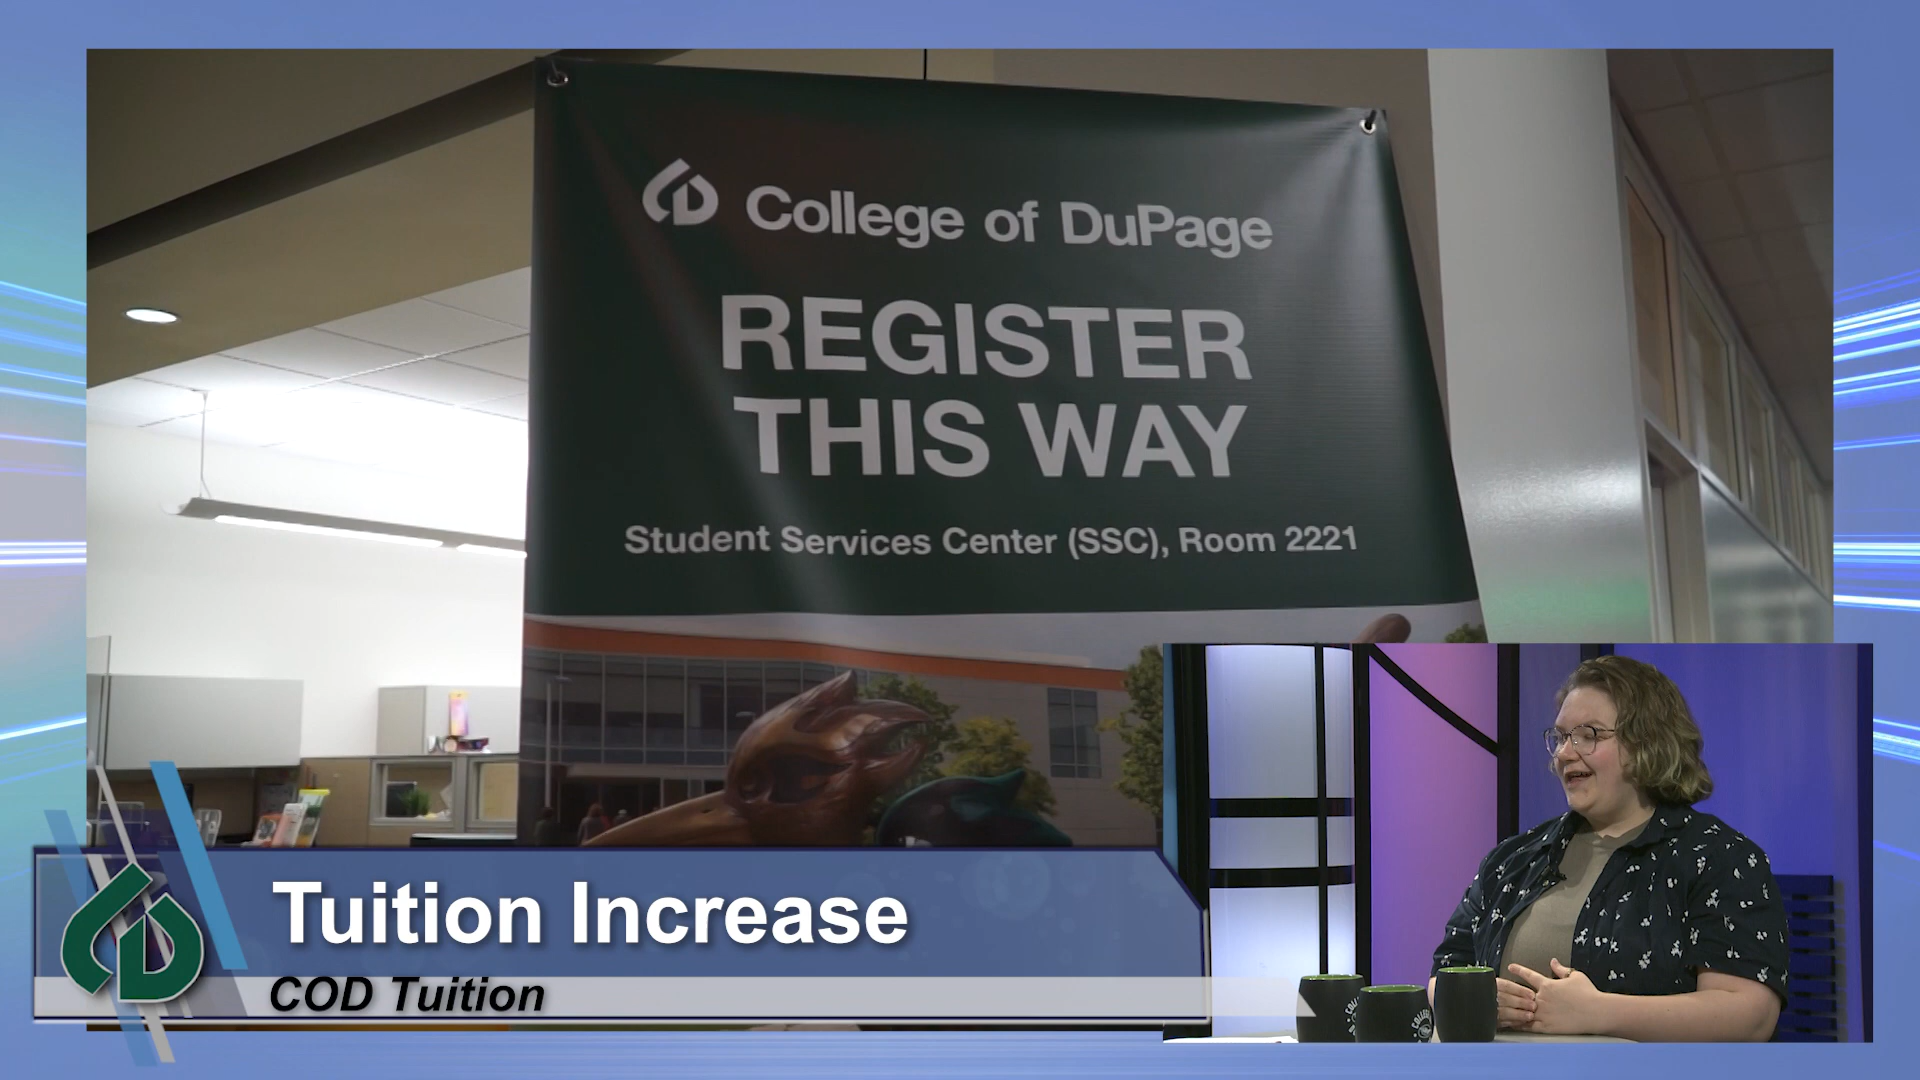 College of DuPage
REGISTER
THIS WAY
Student Services Center (SSC), Room 2221
Tuition Increase
COD Tuition